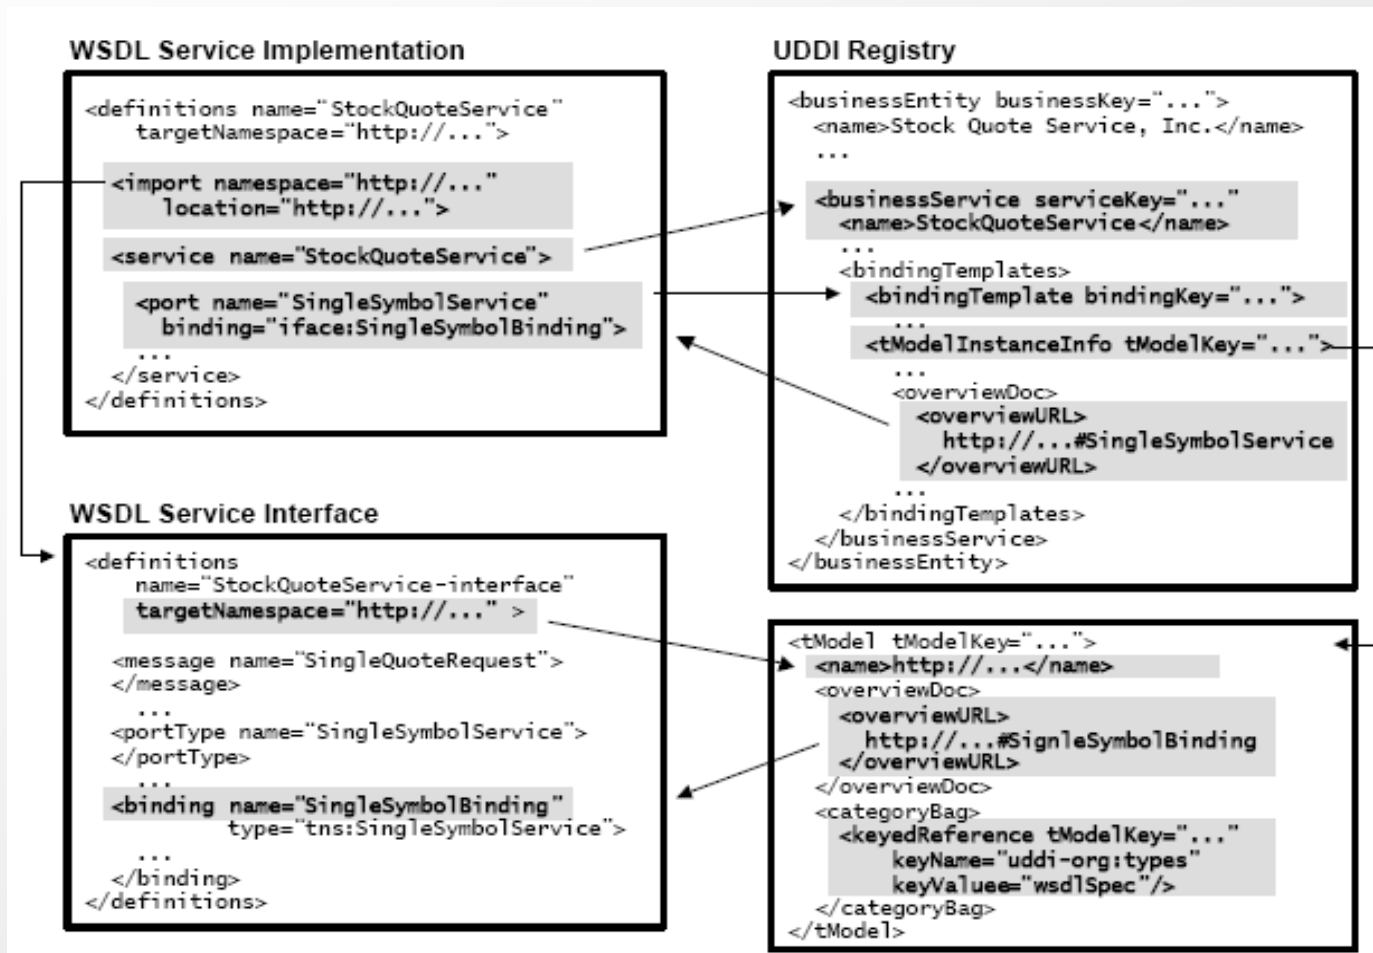 WSDL Service Implementation
<definitions name="StockQuoteService"
targetNamespace="http://...">
<import namespace="http://..."
location="http://...">
<service name="StockQuoteService">
<port name="SingleSymbolService"
binding="iface:SingleSymbolBinding">
...
</service>
</definitions>
WSDL Service Interface
<definitions
name="StockQuoteService-interface"
targetNamespace="http://..." >
<message name="SingleQuoteRequest">
</message>
...
<portType name="SingleSymbolService">
</portType>
...
<binding name="SingleSymbolBinding"
type="tns:SingleSymbolService">
...
</binding>
</definitions>
UDDI Registry
<businessEntity businessKey="...">
<name>Stock Quote Service, Inc.</name>
...
<businessService serviceKey="..."
<name>StockQuoteService</name>
...
<bindingTemplates>
<bindingTemplate bindingKey="...">
...
<tModelInstanceInfo tModelKey="...">
...
<overviewDoc>
<overviewURL>
http://...#SingleSymbolService
</overviewURL>
...
</bindingTemplates>
</businessService>
</businessEntity>
<tModel tModelKey="...">
<name>http://...</name>
<overviewDoc>
<overviewURL>
http://...#SignleSymbolBinding
</overviewURL>
</overviewDoc>
<categoryBag>
<keyedReference tModelKey="..."
keyName="uddi-org:types"
keyValuee="wsdlSpec"/>
</categoryBag>
</tModel>